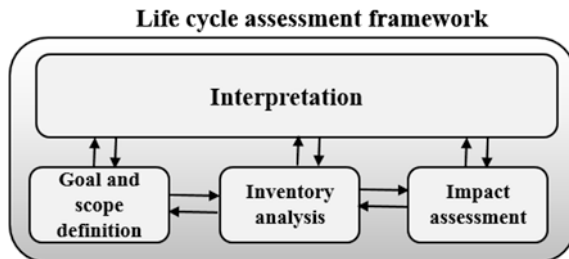 Life cycle assessment framework
Interpretation
Goal and
scope
definition
Inventory
analysis
Impact
assessment